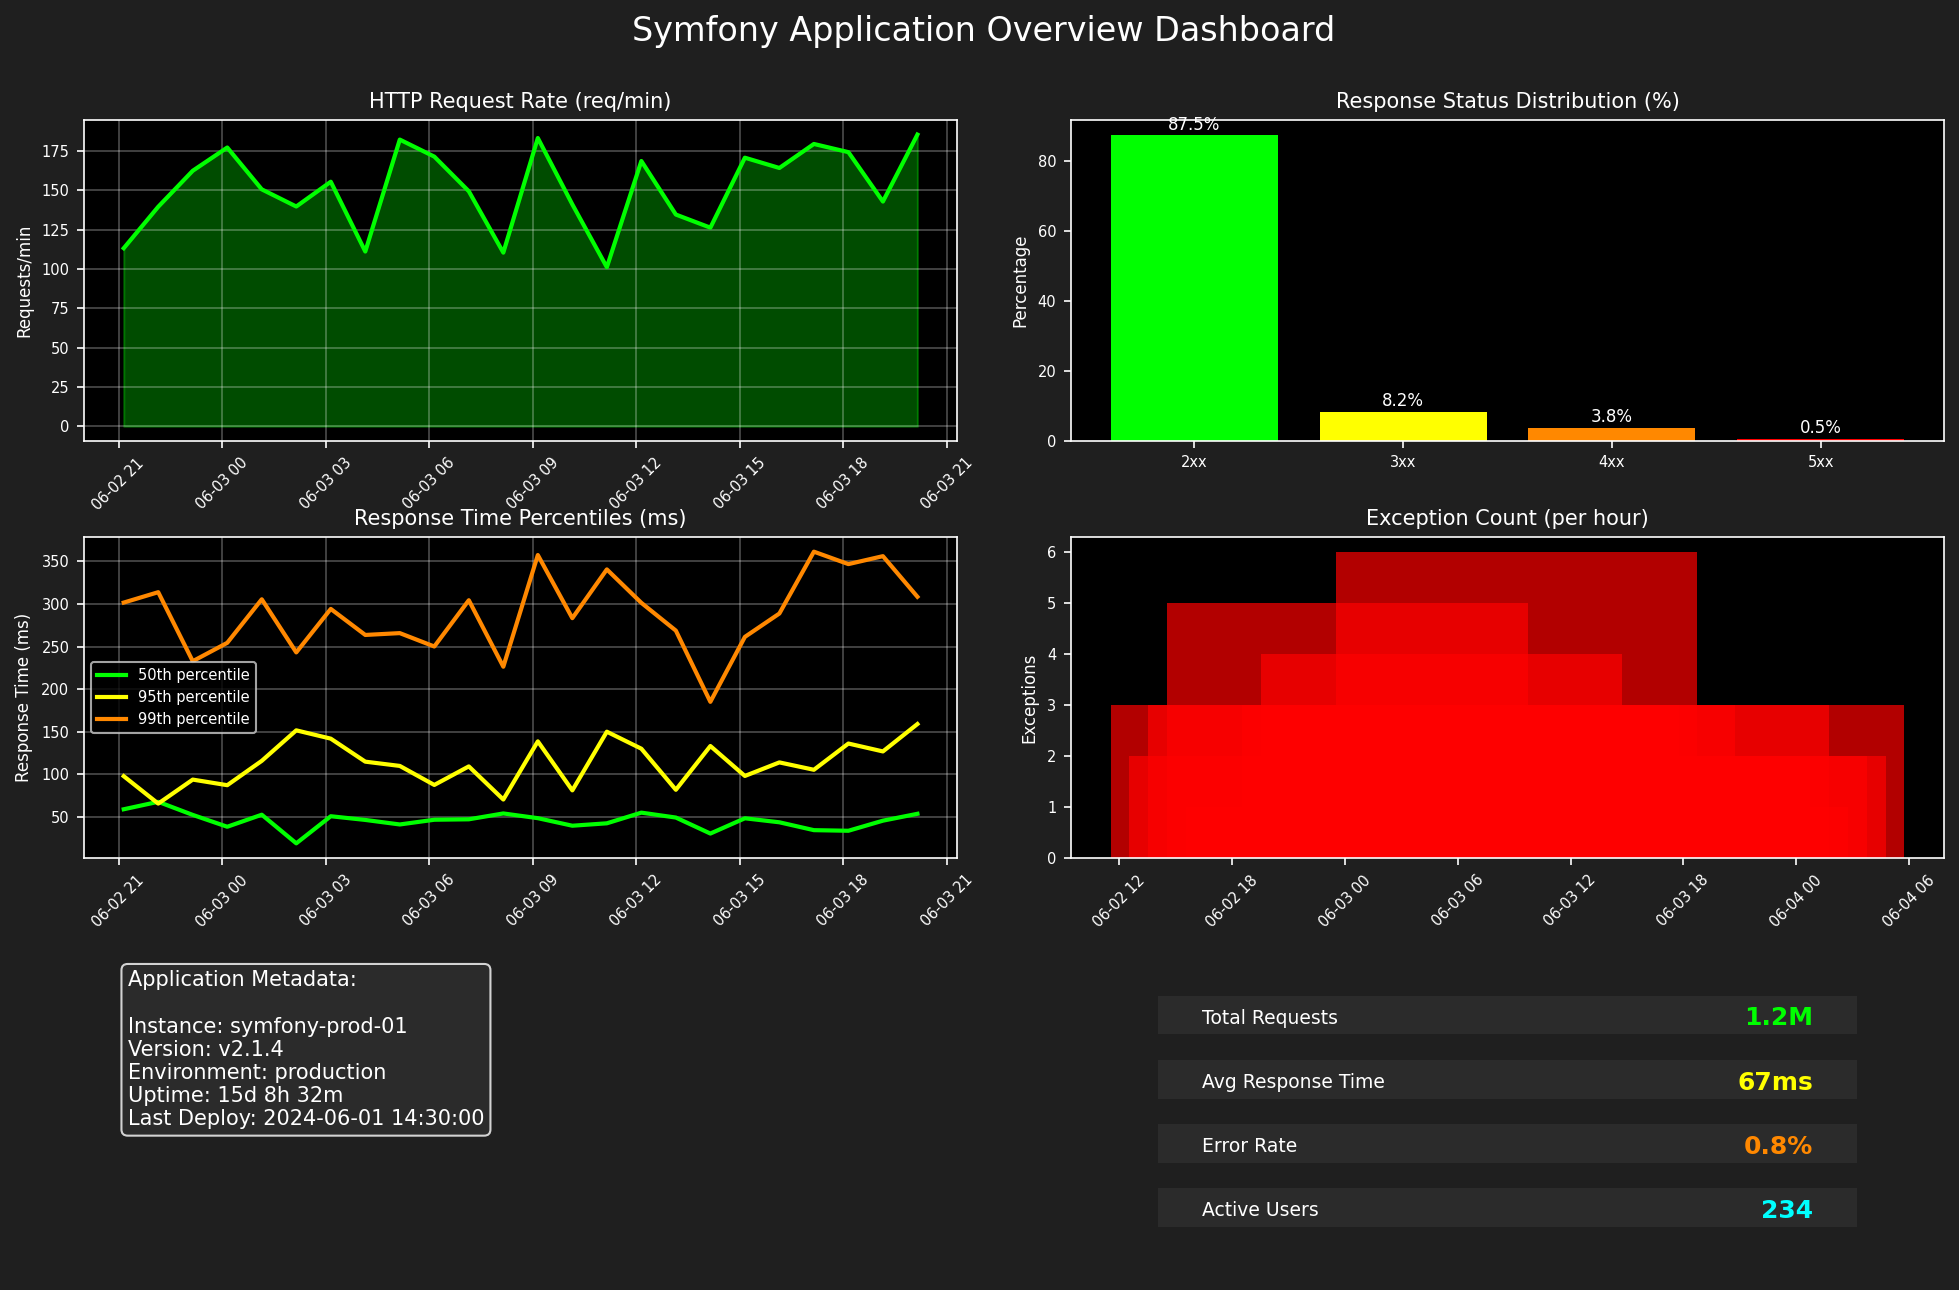 Symfony Application Overview Dashboard
HTTP Request Rate (req/min)
Requests/min
175
150
125
100
75
50
25
0
06-02 21
06-03 00
06-03 03
06-03 06
06-03 09
06-03 12
06-03 15
06-03 18
06-03 21
Response Status Distribution (%)
Percentage
80
60
40
20
0
87.5%
8.2%
3.8%
0.5%
2xx
3xx
4xx
5xx
Response Time Percentiles (ms)
Response Time (ms)
350
300
250
200
150
100
50
50th percentile
95th percentile
99th percentile
06-02 21
06-03 00
06-03 03
06-03 06
06-03 09
06-03 12
06-03 15
06-03 18
06-03 21
Exception Count (per hour)
Exceptions
6
5
4
3
2
1
0
06-02 12
06-02 18
06-03 00
06-03 06
06-03 12
06-03 18
06-04 00
06-04 06
Application Metadata:
Instance: symfony-prod-01
Version: v2.1.4
Environment: production
Uptime: 15d 8h 32m
Last Deploy: 2024-06-01 14:30:00
Total Requests 1.2M
Avg Response Time 67ms
Error Rate 0.8%
Active Users 234